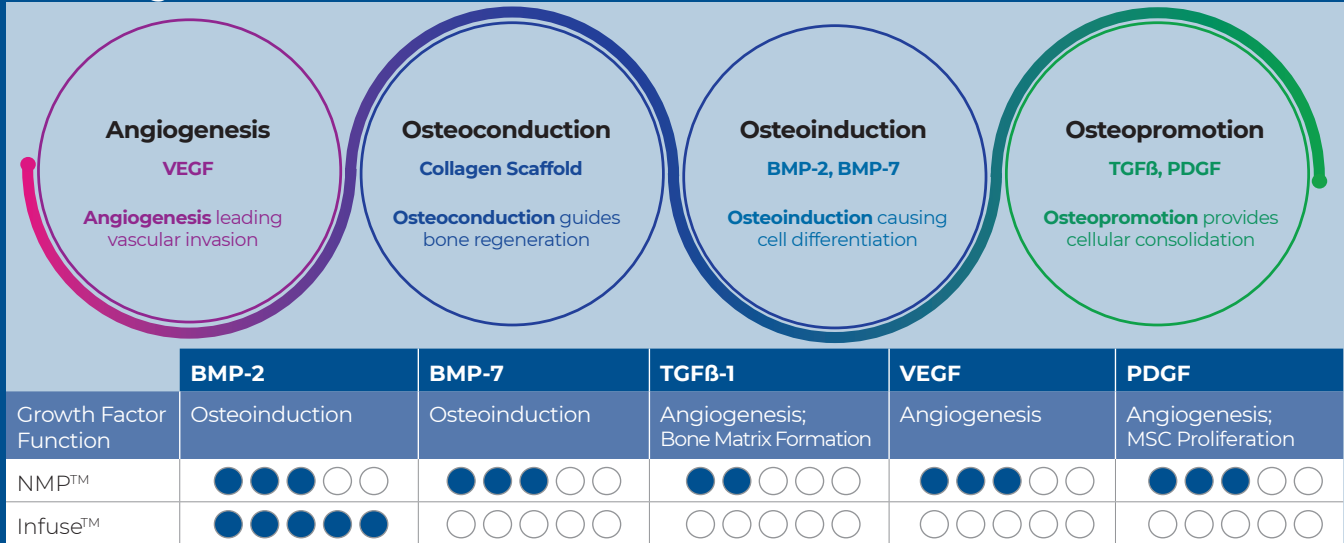 Angiogenesis
VEGF
Angiogenesis leading
vascular invasion
Osteoconduction
Collagen Scaffold
Osteoconduction guides
bone regeneration
Osteoinduction
BMP-2, BMP-7
Osteoinduction causing
cell differentiation
Osteopromotion
TGFß, PDGF
Osteopromotion provides
cellular consolidation
BMP-2 BMP-7 TGFß-1 VEGF PDGF
Growth Factor
Function
Osteoinduction
Osteoinduction
Angiogenesis;
Bone Matrix Formation
Angiogenesis
Angiogenesis;
MSC Proliferation
NMP™
Infuse™